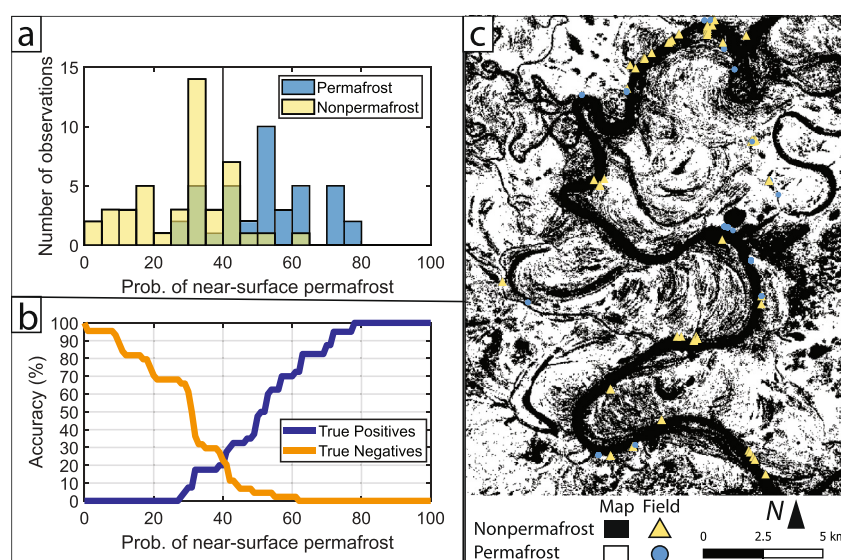 a
Number of observations
15
10
5
0
Permafrost
Nonpermafrost
0 20 40 60 80 100
Prob. of near-surface permafrost
b
Accuracy (%)
100
90
80
70
60
50
40
30
20
10
0
True Positives
True Negatives
0 20 40 60 80 100
Prob. of near-surface permafrost
c
Map Field
Nonpermafrost
Permafrost
N
0 2.5 5 km